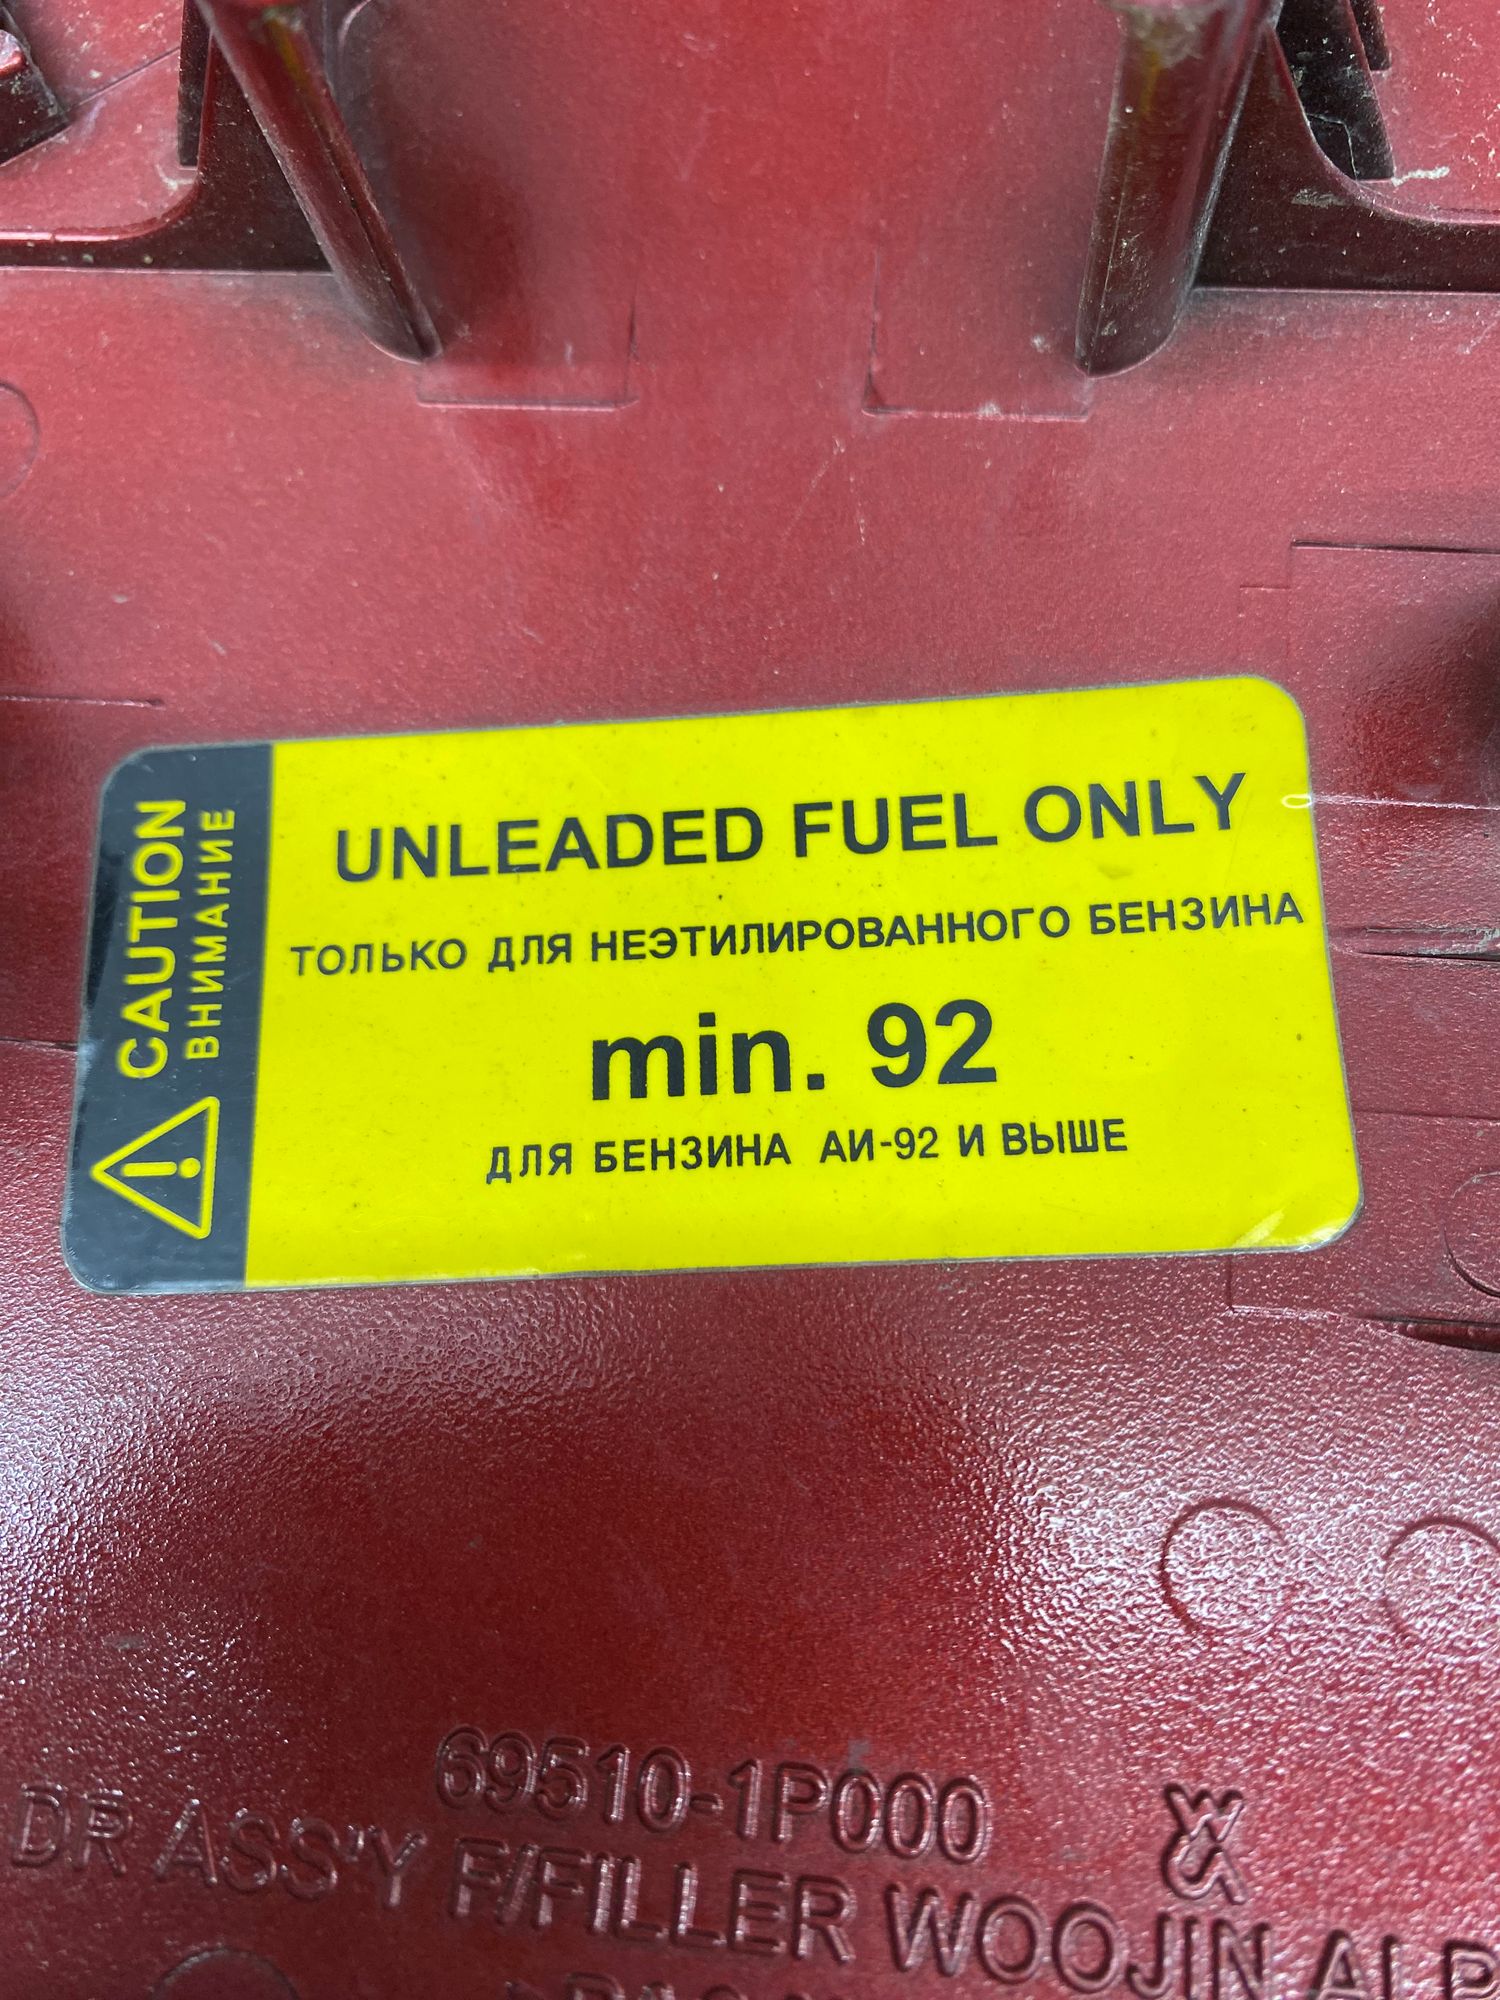 CAUTION
ВНИМАНИЕ
UNLEADED FUEL ONLY
ТОЛЬКО ДЛЯ НЕЭТИЛИРОВАННОГО БЕНЗИНА
min. 92
ДЛЯ БЕНЗИНА АИ-92 И ВЫШЕ
69510-1P000
DR ASS'Y F/FILLER WOOJIN ALP